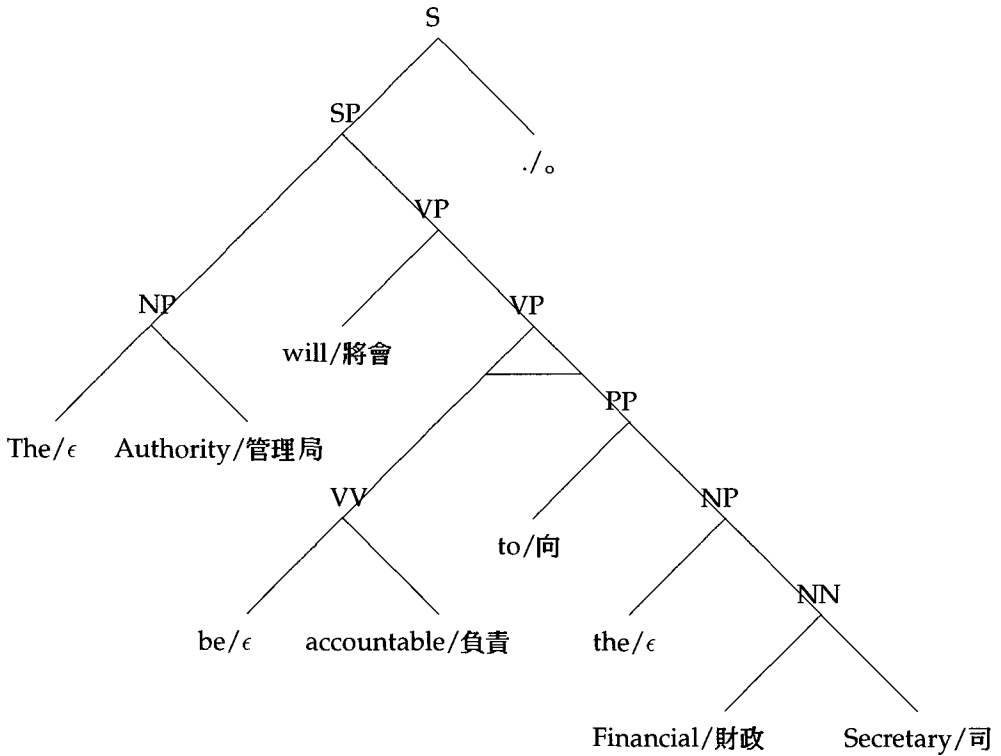 S
SP
./。
VP
NP
VP
will/將會
PP
The/ϵ
Authority/管理局
VV
NP
to/向
NN
be/ϵ
accountable/負責
the/ϵ
Financial/財政
Secretary/司